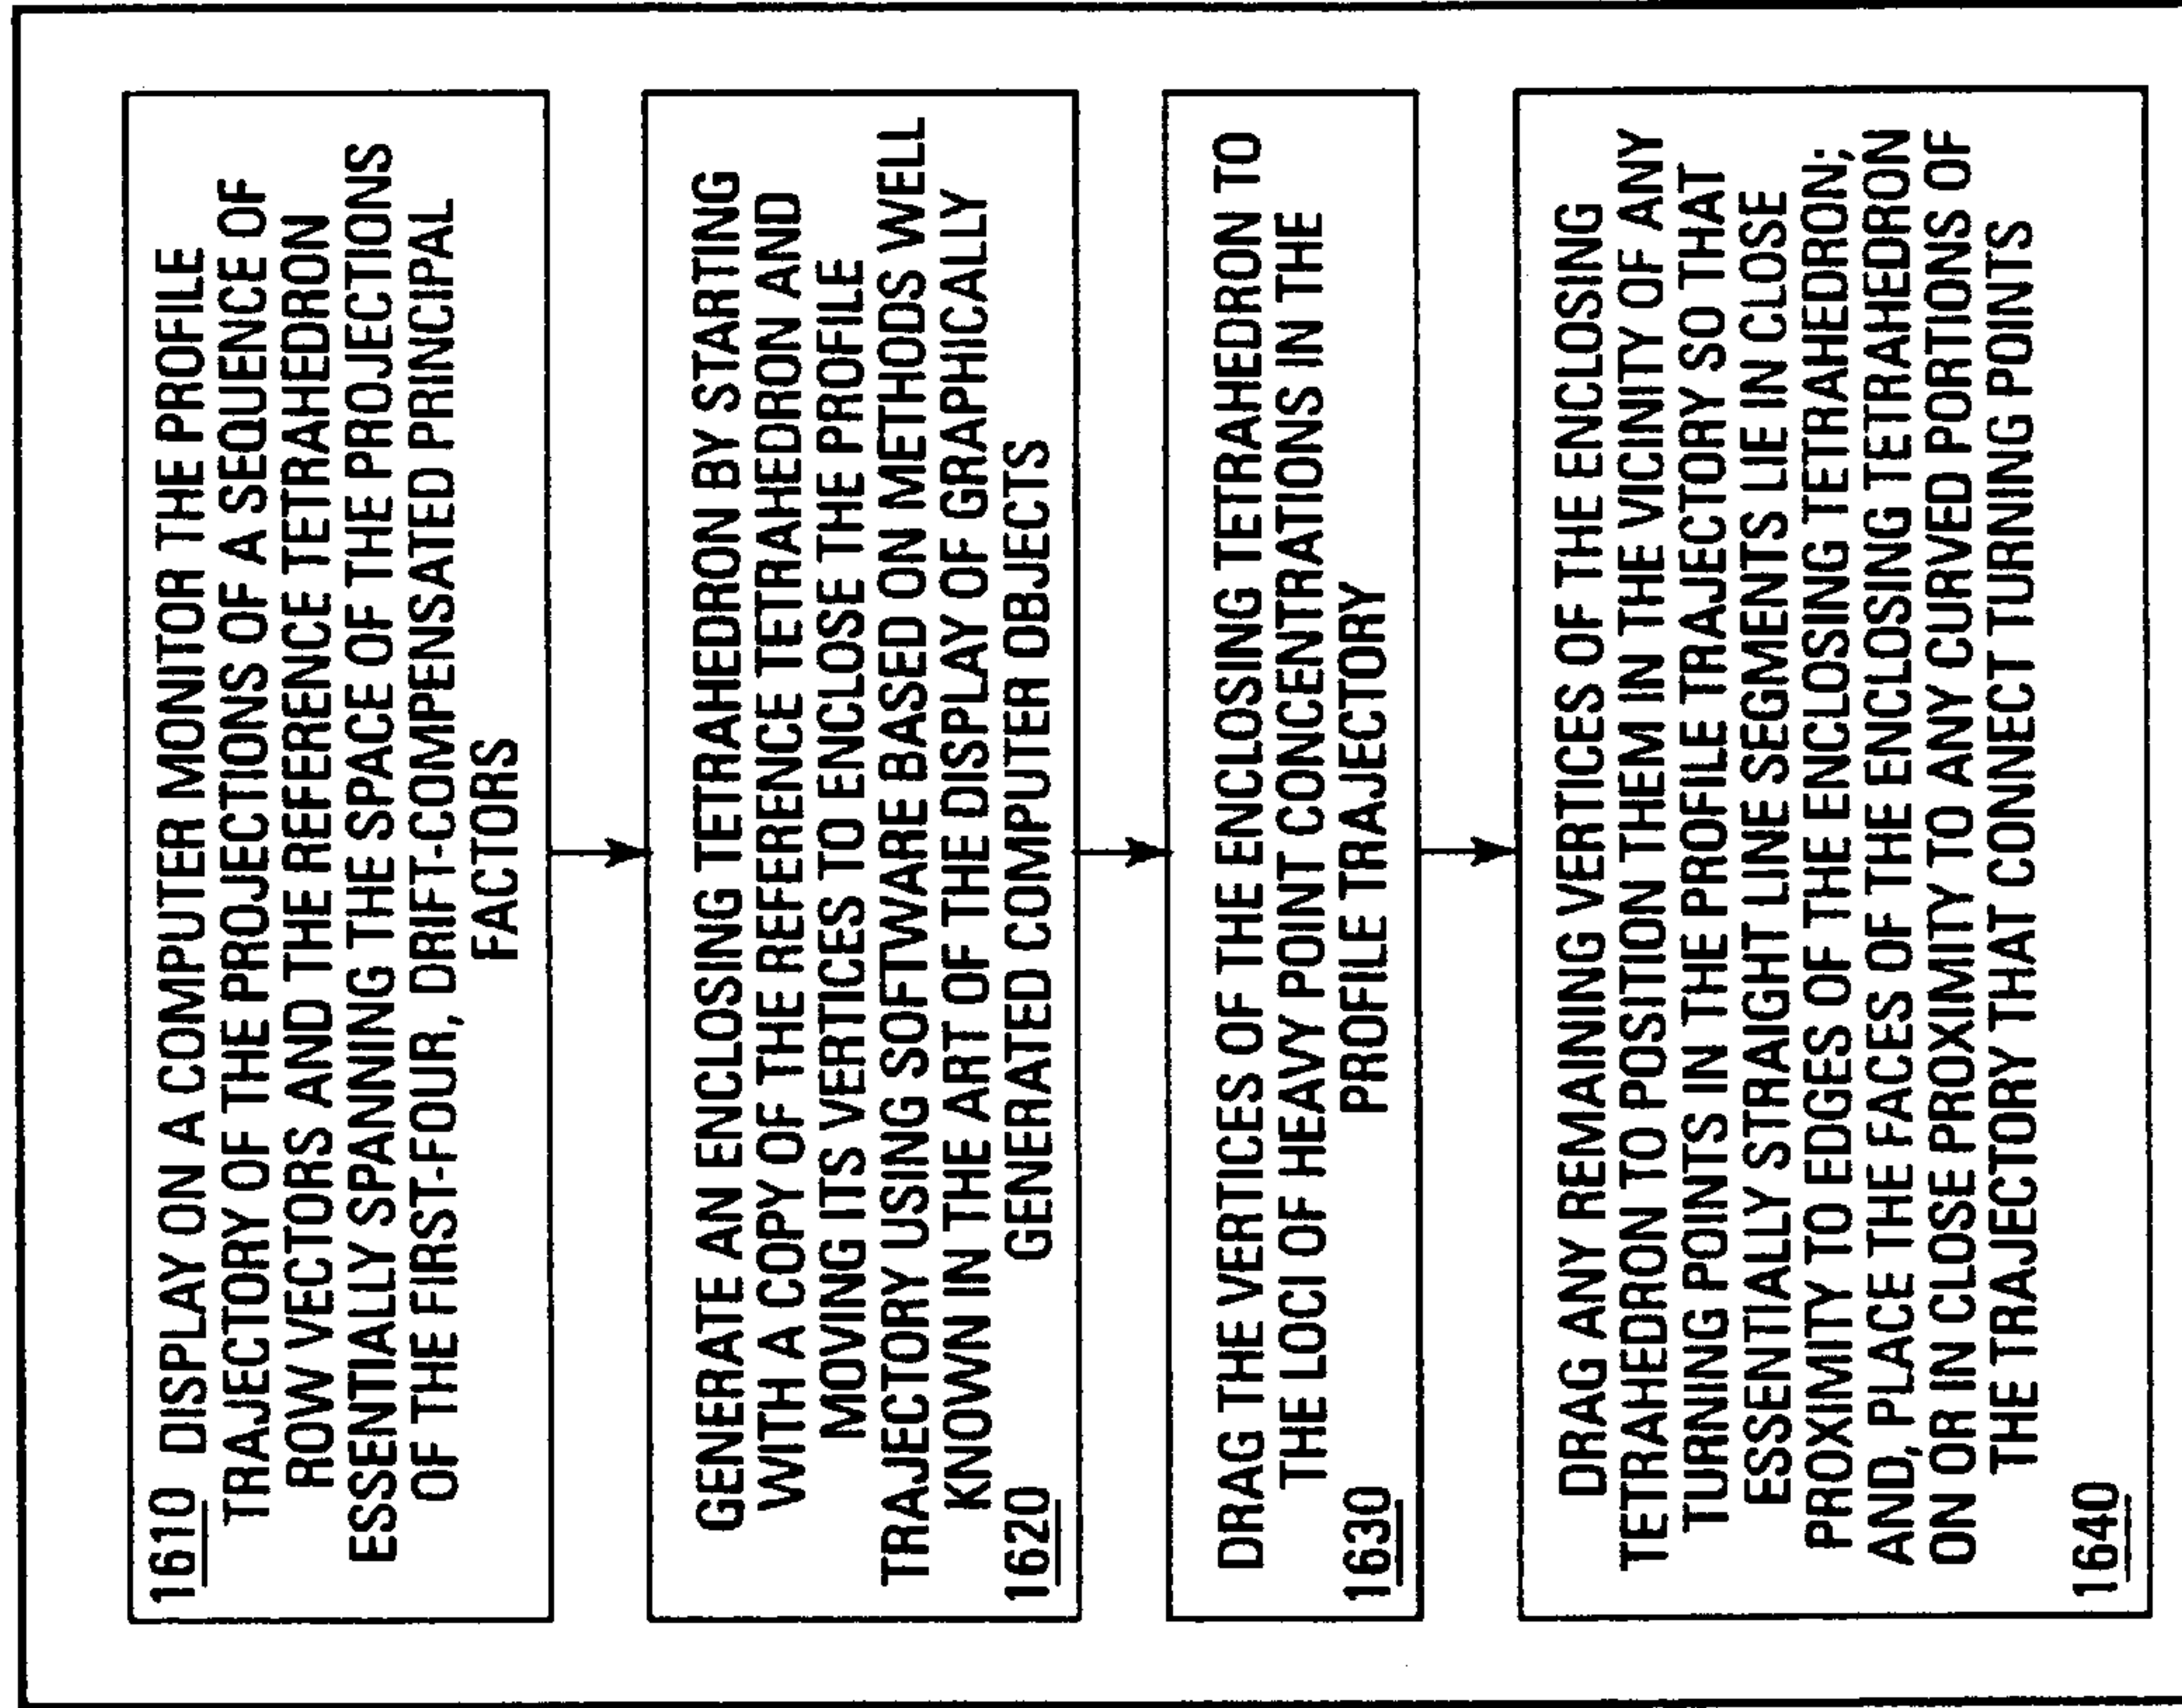 1610 DISPLAY ON A COMPUTER MONITOR THE PROFILE
TRAJECTORY OF THE PROJECTIONS OF A SEQUENCE OF
ROW VECTORS AND THE REFERENCE TETRAHEDRON
ESSENTIALLY SPANNING THE SPACE OF THE PROJECTIONS
OF THE FIRST-FOUR, DRIFT-COMPENSATED PRINCIPAL
FACTORS
GENERATE AN ENCLOSING TETRAHEDRON BY STARTING
WITH A COPY OF THE REFERENCE TETRAHEDRON AND
MOVING ITS VERTICES TO ENCLOSE THE PROFILE
TRAJECTORY USING SOFTWARE BASED ON METHODS WELL
KNOWN IN THE ART OF THE DISPLAY OF GRAPHICALLY
1620 GENERATED COMPUTER OBJECTS
DRAG THE VERTICES OF THE ENCLOSING TETRAHEDRON TO
THE LOCI OF HEAVY POINT CONCENTRATIONS IN THE
1630 PROFILE TRAJECTORY
DRAG ANY REMAINING VERTICES OF THE ENCLOSING
TETRAHEDRON TO POSITION THEM IN THE VICINITY OF ANY
TURNING POINTS IN THE PROFILE TRAJECTORY SO THAT
ESSENTIALLY STRAIGHT LINE SEGMENTS LIE IN CLOSE
PROXIMITY TO EDGES OF THE ENCLOSING TETRAHEDRON;
AND, PLACE THE FACES OF THE ENCLOSING TETRAHEDRON
ON OR IN CLOSE PROXIMITY TO ANY CURVED PORTIONS OF
THE TRAJECTORY THAT CONNECT TURNING POINTS
1640